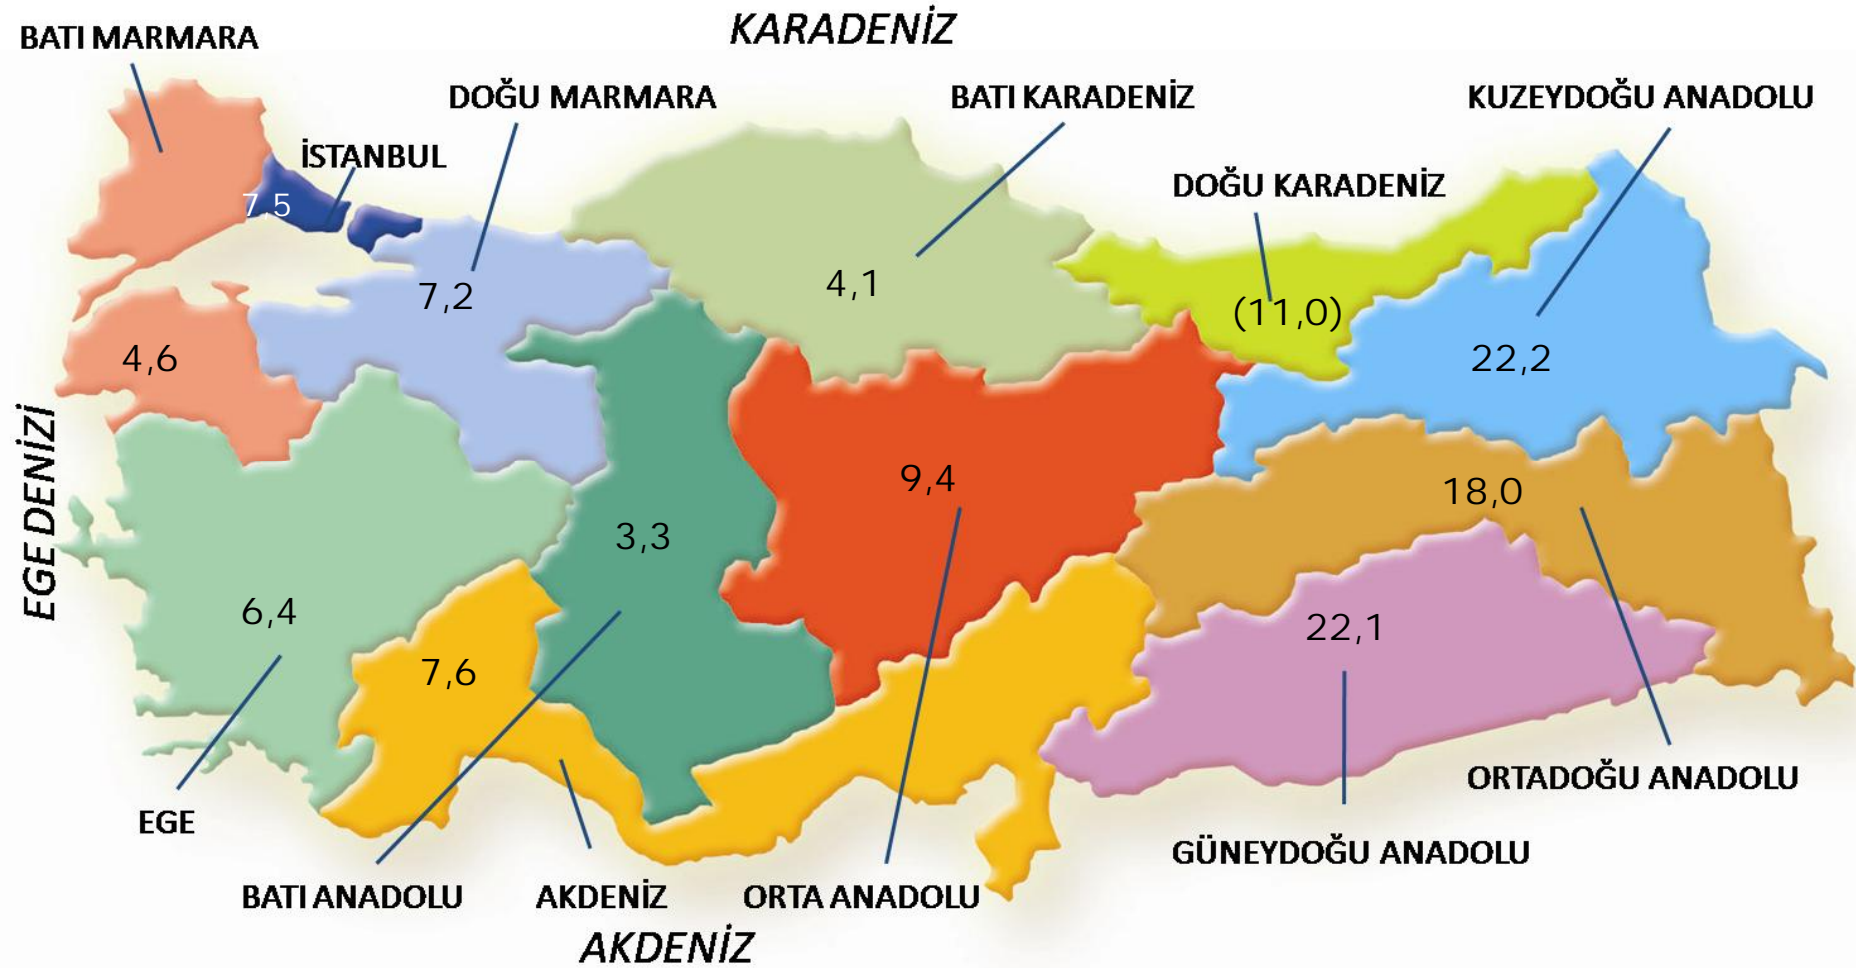 KARADENİZ
BATI MARMARA
DOĞU MARMARA
BATI KARADENİZ
KUZEYDOĞU ANADOLU
İSTANBUL
DOĞU KARADENİZ
7,5
7,2
4,1
(11,0)
4,6
22,2
EGE DENİZİ
9,4
18,0
3,3
6,4
7,6
22,1
ORTADOĞU ANADOLU
EGE
GÜNEYDOĞU ANADOLU
BATI ANADOLU
AKDENİZ
ORTA ANADOLU
AKDENİZ